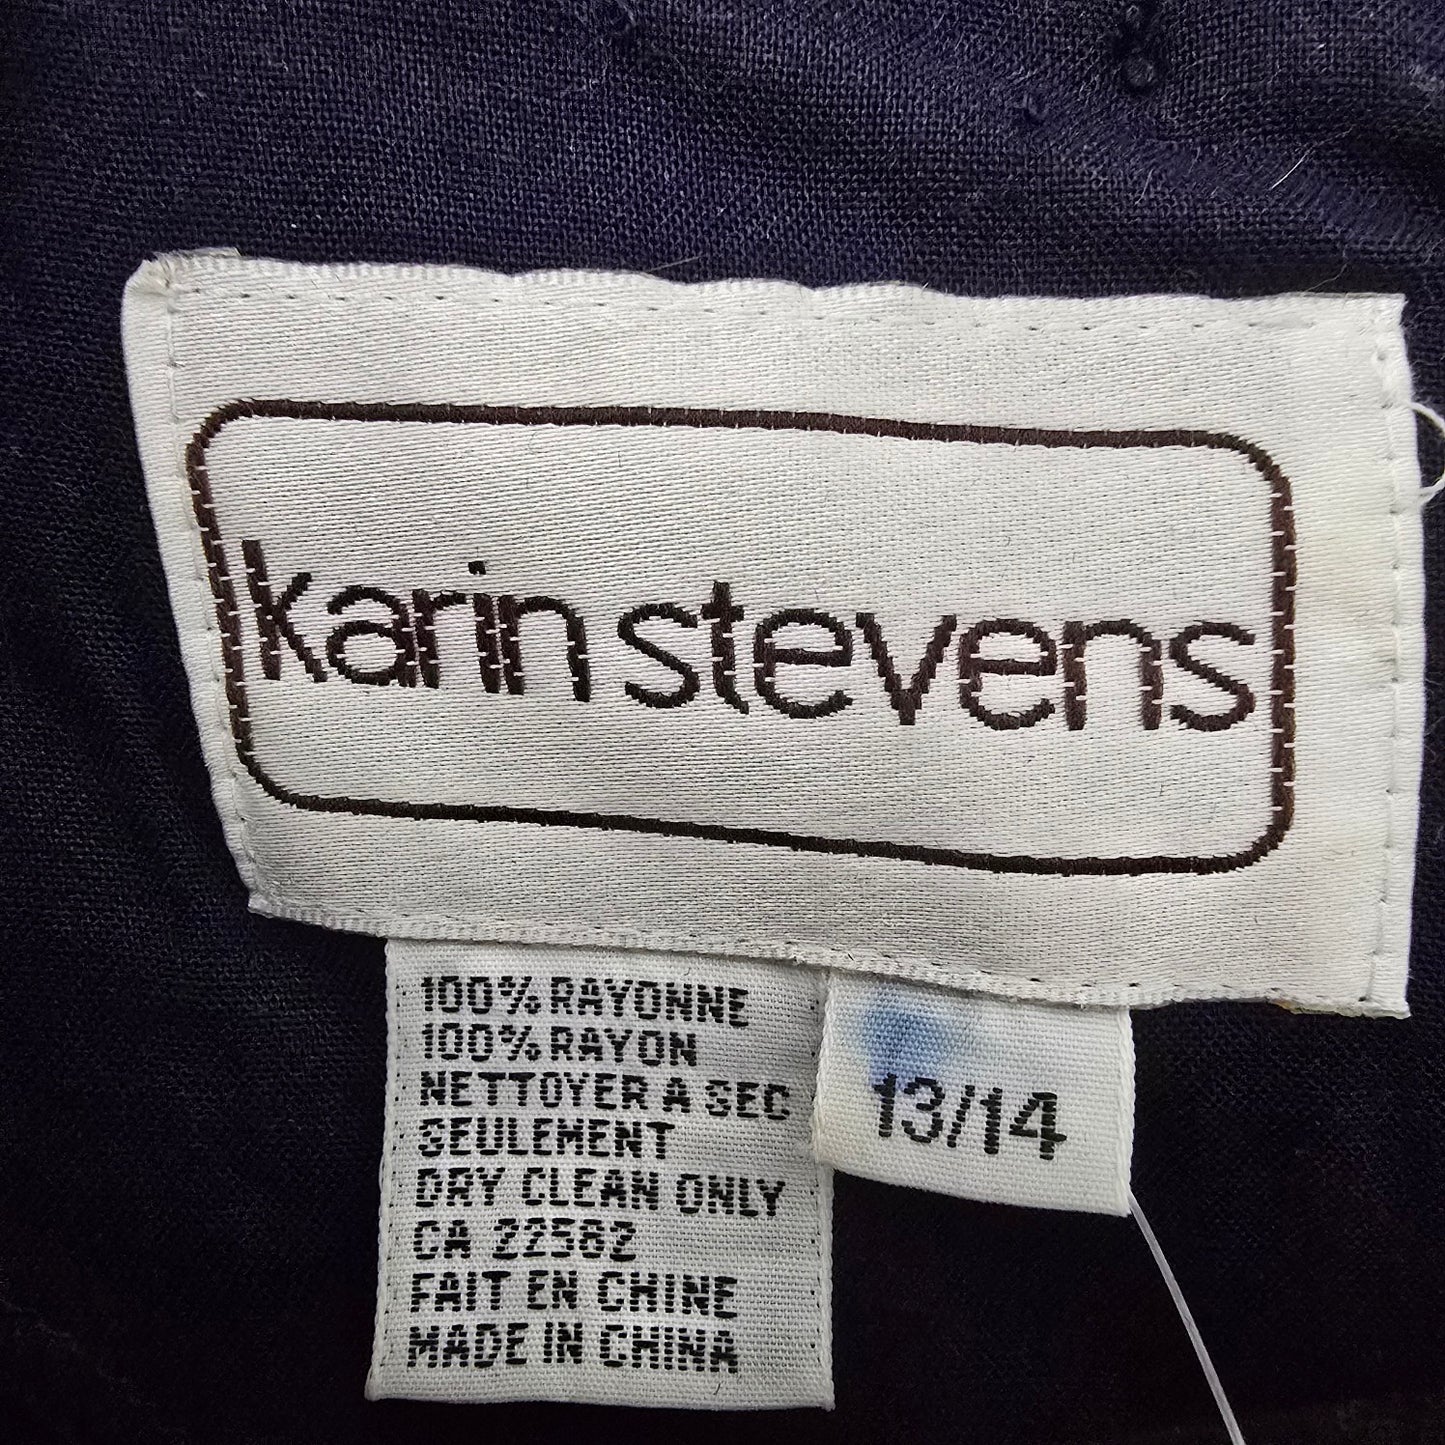 karin stevens
100% RAYONNE
100% RAYON
NETTOYER A SEC
SEULEMENT
DRY CLEAN ONLY
CA 22582
FAIT EN CHINE
MADE IN CHINA
13/14